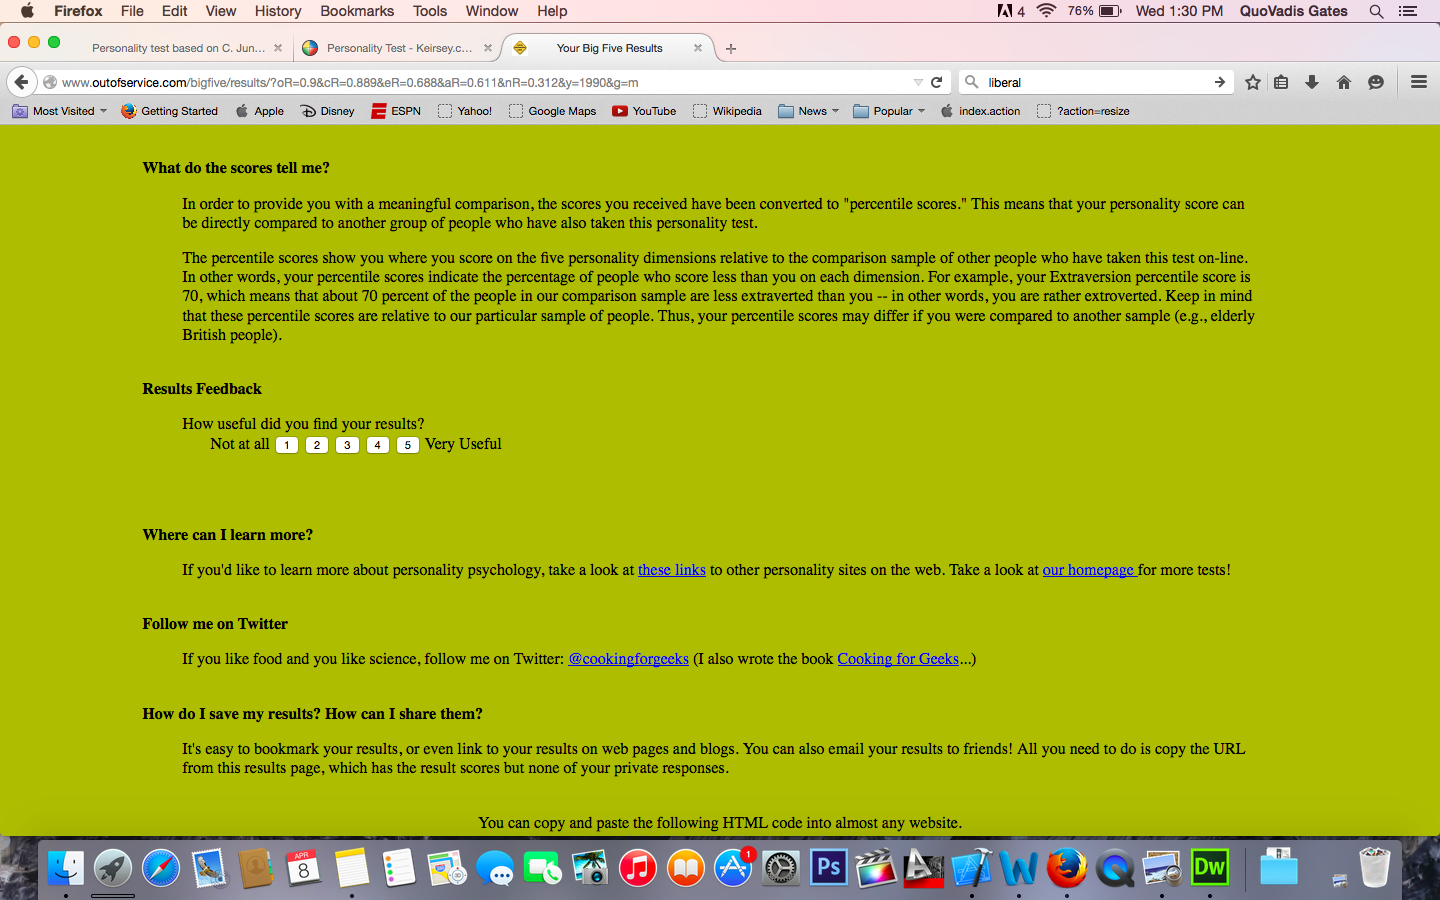 Firefox File Edit View History Bookmarks Tools Window Help 4 76% Wed 1:30 PM QuoVadis Gates
Personality test based on C. Jun... Personality Test - Keirsey.c... Your Big Five Results
www.outofservice.com/bigfive/results/?oR=0.9&cR=0.889&eR=0.688&aR=0.611&nR=0.312&y=1990&g=m liberal
Most Visited Getting Started Apple Disney ESPN Yahoo! Google Maps YouTube Wikipedia News Popular index.action ?action=resize
What do the scores tell me?
In order to provide you with a meaningful comparison, the scores you received have been converted to "percentile scores." This means that your personality score can
be directly compared to another group of people who have also taken this personality test.
The percentile scores show you where you score on the five personality dimensions relative to the comparison sample of other people who have taken this test on-line.
In other words, your percentile scores indicate the percentage of people who score less than you on each dimension. For example, your Extraversion percentile score is
70, which means that about 70 percent of the people in our comparison sample are less extraverted than you -- in other words, you are rather extroverted. Keep in mind
that these percentile scores are relative to our particular sample of people. Thus, your percentile scores may differ if you were compared to another sample (e.g., elderly
British people).
Results Feedback
How useful did you find your results?
Not at all 1 2 3 4 5 Very Useful
Where can I learn more?
If you'd like to learn more about personality psychology, take a look at these links to other personality sites on the web. Take a look at our homepage for more tests!
Follow me on Twitter
If you like food and you like science, follow me on Twitter: @cookingforgeeks (I also wrote the book Cooking for Geeks...)
How do I save my results? How can I share them?
It's easy to bookmark your results, or even link to your results on web pages and blogs. You can also email your results to friends! All you need to do is copy the URL
from this results page, which has the result scores but none of your private responses.
You can copy and paste the following HTML code into almost any website.
APR
8
1
Ps
Dw